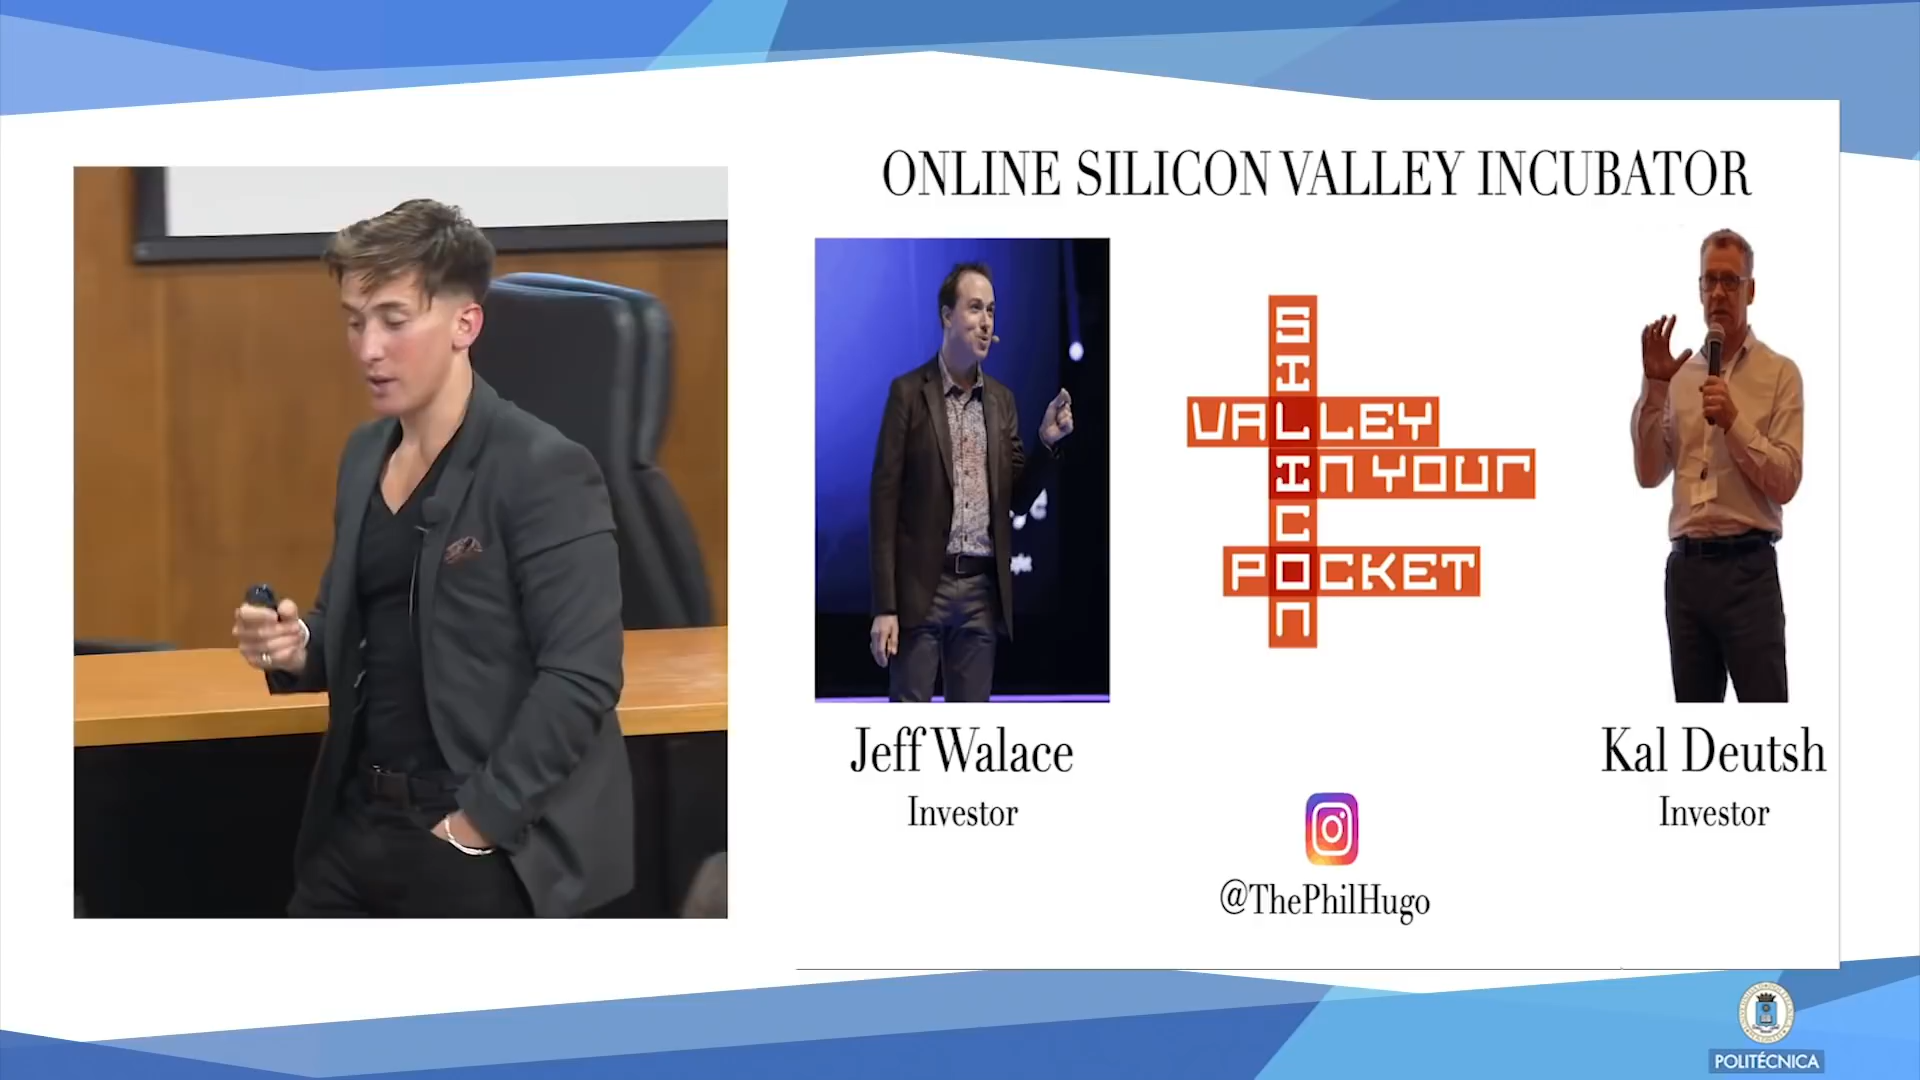 ONLINE SILICON VALLEY INCUBATOR
SILICON
VALLEY
IN YOUR
POCKET
Jeff Walace
Investor
Kal Deutsh
Investor
@ThePhilHugo
POLITÉCNICA